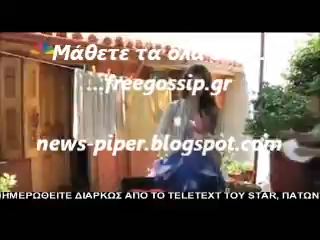 Μάθετε τα όλα
...freegossip.gr
news-piper.blogspot.com
ΗΜΕΡΩΘΕΙΤΕ ΔΙΑΡΚΩΣ ΑΠΟ ΤΟ TELETEXT ΤΟΥ STAR, ΠΑΤΩΝ